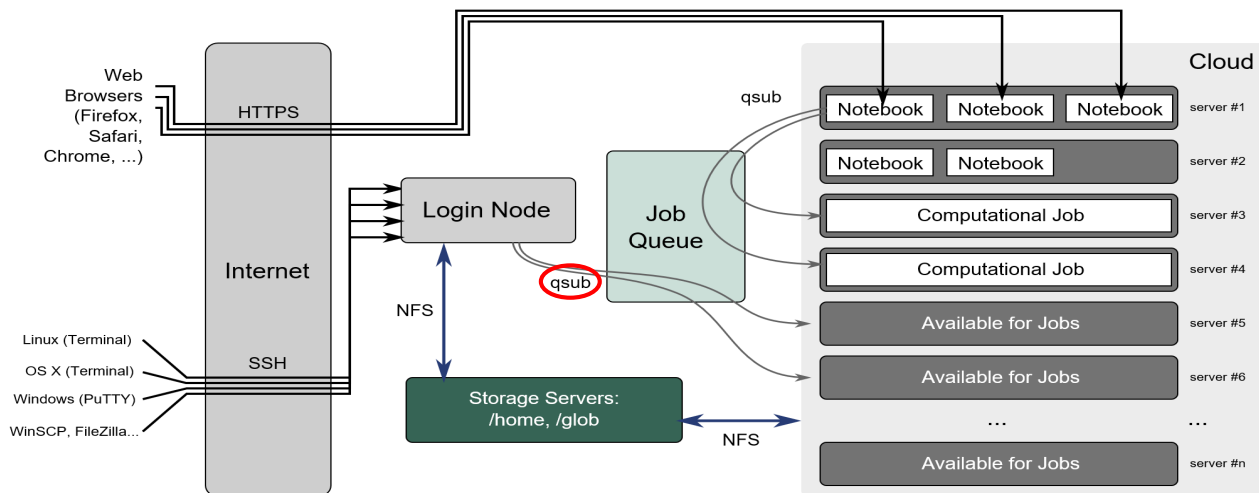 Cloud
Web
Browsers
(Firefox,
Safari,
Chrome, ...)
HTTPS
qsub
Notebook
Notebook
Notebook
server #1
Notebook
Notebook
server #2
Login Node
Job
Queue
Computational Job
server #3
Internet
qsub
Computational Job
server #4
NFS
Available for Jobs
server #5
Linux (Terminal)
SSH
OS X (Terminal)
Windows (PuTTY)
WinSCP, FileZilla...
Storage Servers:
/home, /glob
NFS
Available for Jobs
server #6
...
...
Available for Jobs
server #n